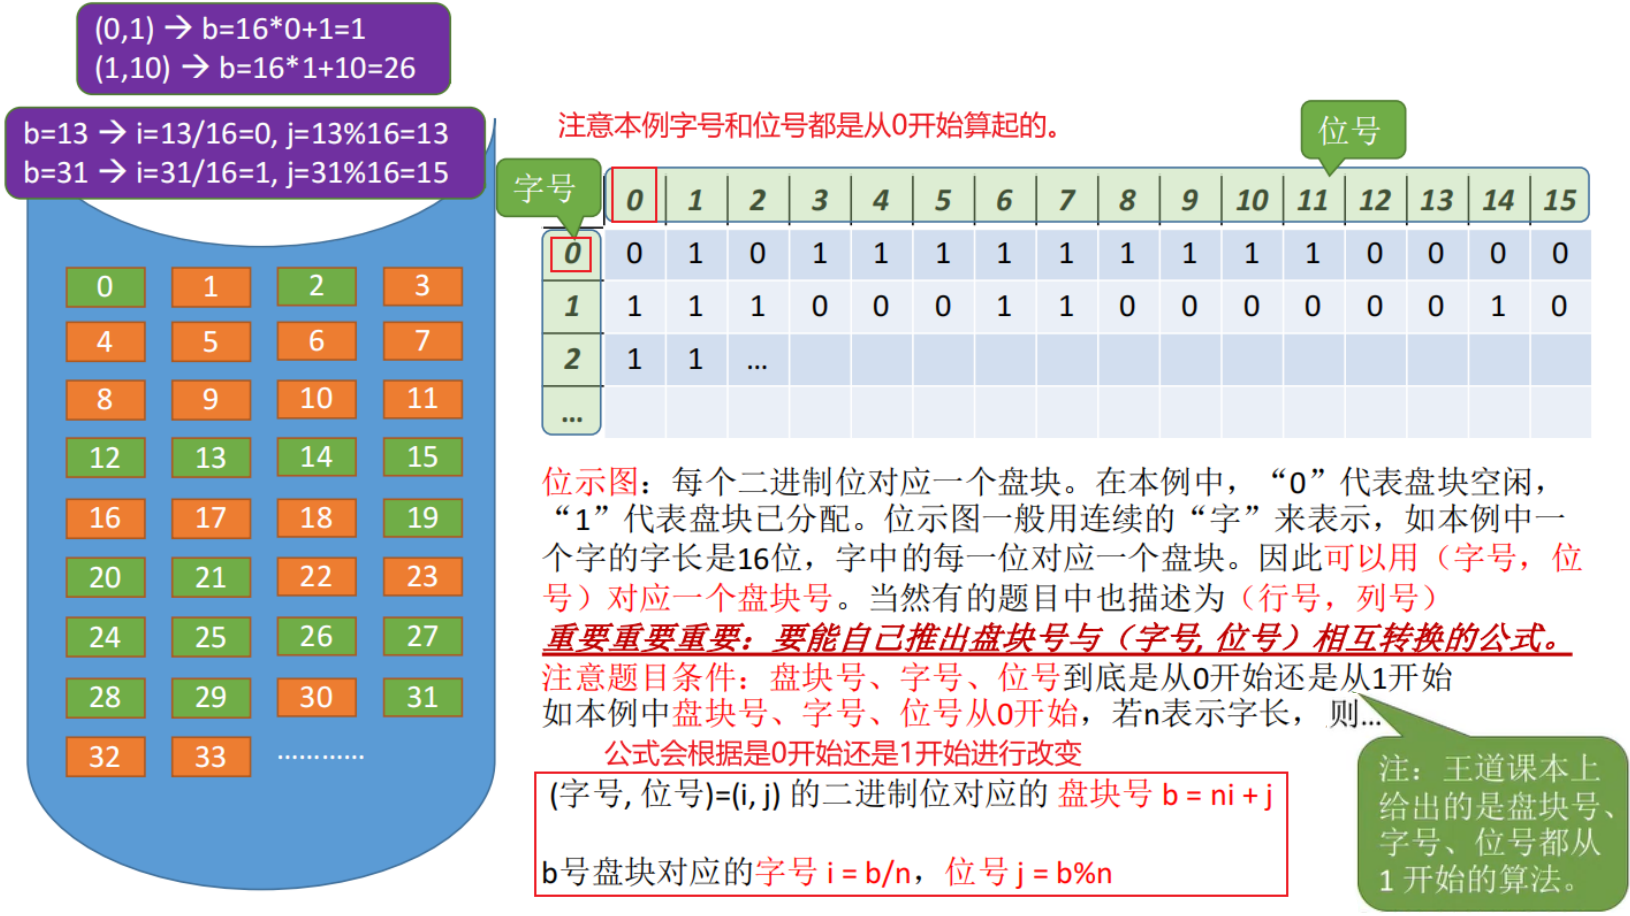 (0,1) → b=16*0+1=1
(1,10) → b=16*1+10=26
b=13 → i=13/16=0, j=13%16=13
b=31 → i=31/16=1, j=31%16=15
0 1 2 3
4 5 6 7
8 9 10 11
12 13 14 15
16 17 18 19
20 21 22 23
24 25 26 27
28 29 30 31
32 33 …………
注意本例字号和位号都是从0开始算起的。
位号
字号
0 1 2 3 4 5 6 7 8 9 10 11 12 13 14 15
0 0 1 0 1 1 1 1 1 1 1 1 1 0 0 0 0
1 1 1 1 0 0 0 1 1 0 0 0 0 0 0 1 0
2 1 1 …
…
位示图：每个二进制位对应一个盘块。在本例中，“0”代表盘块空闲，
“1”代表盘块已分配。位示图一般用连续的“字”来表示，如本例中一
个字的字长是16位，字中的每一位对应一个盘块。因此可以用（字号，位
号）对应一个盘块号。当然有的题目中也描述为（行号，列号）
重要重要重要：要能自己推出盘块号与（字号, 位号）相互转换的公式。
注意题目条件：盘块号、字号、位号到底是从0开始还是从1开始
如本例中盘块号、字号、位号从0开始，若n表示字长，则…
公式会根据是0开始还是1开始进行改变
(字号, 位号)=(i, j) 的二进制位对应的 盘块号 b = ni + j
b号盘块对应的字号 i = b/n，位号 j = b%n
注：王道课本上
给出的是盘块号、
字号、位号都从
1 开始的算法。